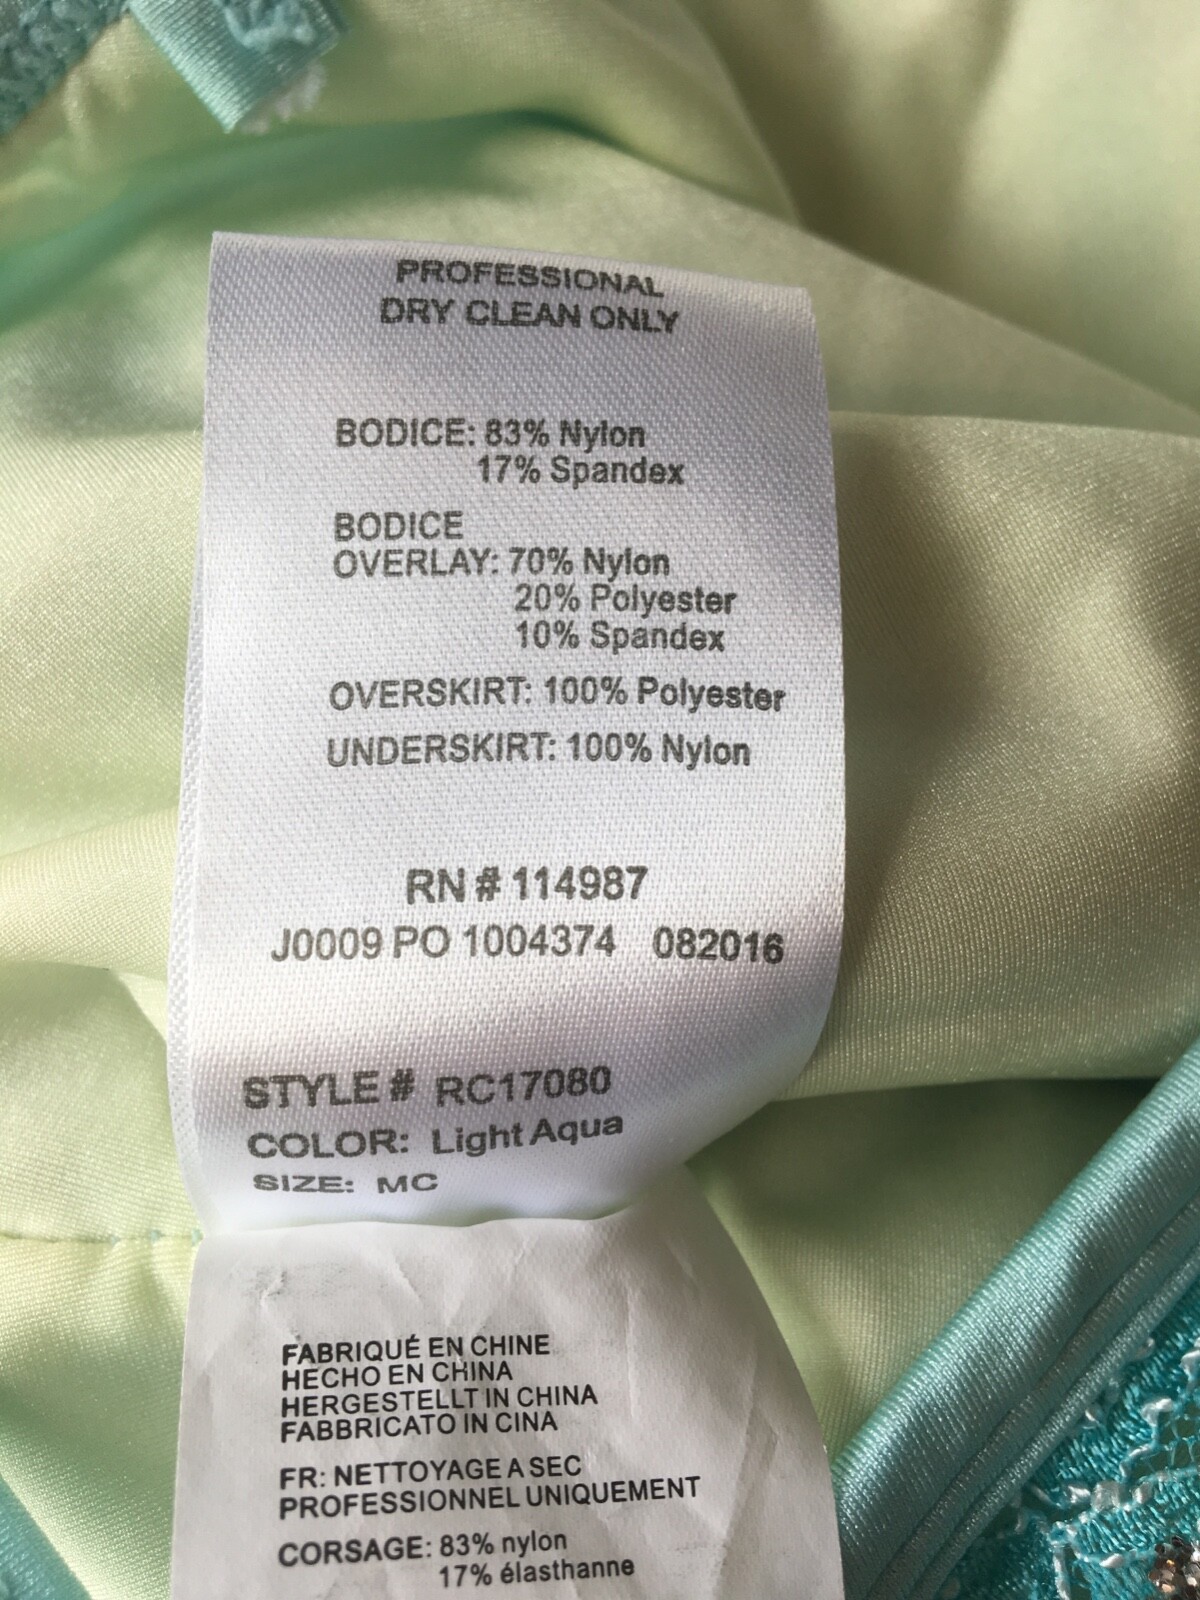 PROFESSIONAL
DRY CLEAN ONLY
BODICE: 83% Nylon
17% Spandex
BODICE
OVERLAY: 70% Nylon
20% Polyester
10% Spandex
OVERSKIRT: 100% Polyester
UNDERSKIRT: 100% Nylon
RN # 114987
J0009 PO 1004374 082016
STYLE# RC17080
COLOR: Light Aqua
SIZE: MC
FABRIQUÉ EN CHINE
HECHO EN CHINA
HERGESTELLT IN CHINA
FABBRICATO IN CINA
FR: NETTOYAGE A SEC
PROFESSIONNEL UNIQUEMENT
CORSAGE: 83% nylon
17% élasthanne